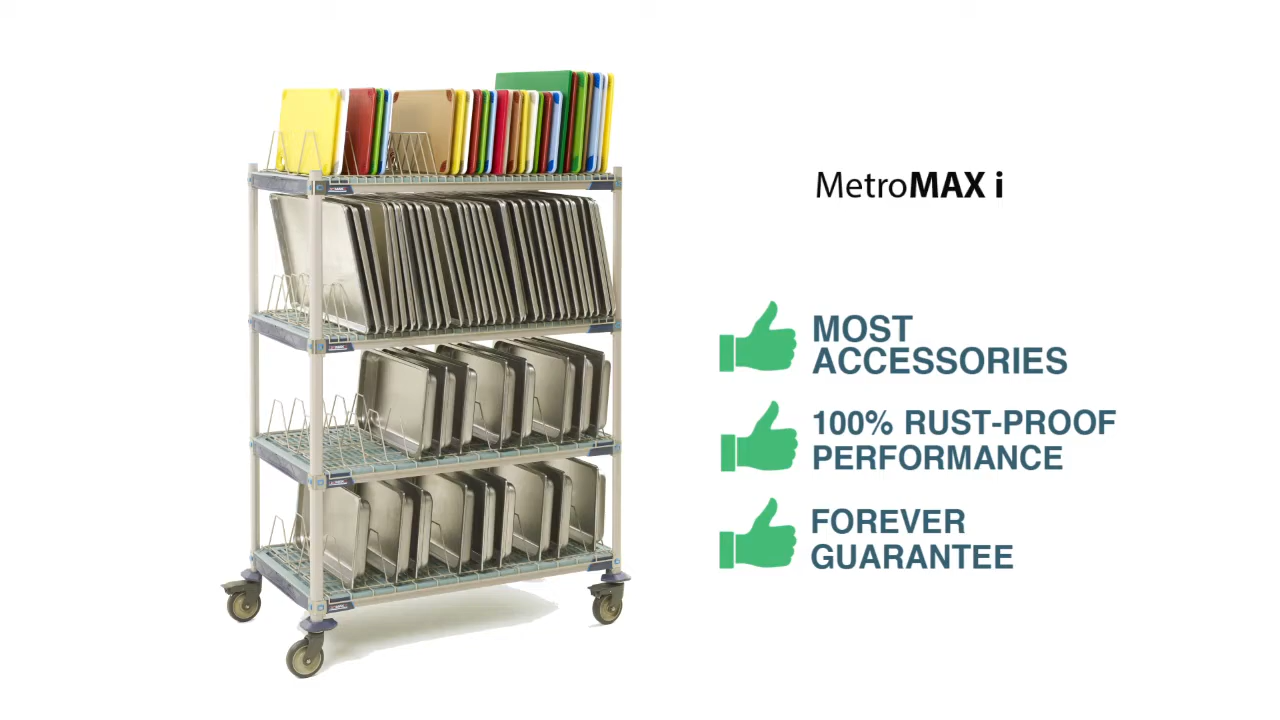 MetroMAX i
MOST
ACCESSORIES
100% RUST-PROOF
PERFORMANCE
FOREVER
GUARANTEE